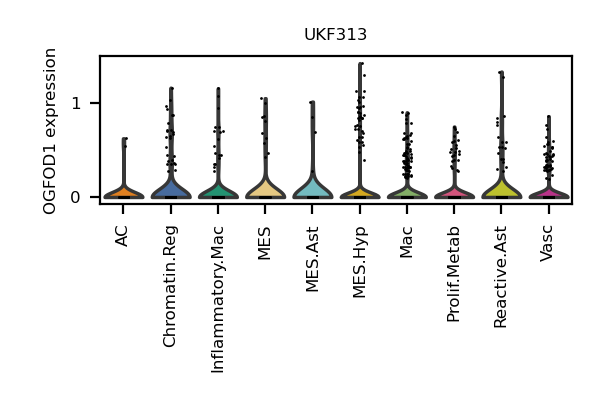 UKF313
OGFOD1 expression
1
0
AC
Chromatin.Reg
Inflammatory.Mac
MES
MES.Ast
MES.Hyp
Mac
Prolif.Metab
Reactive.Ast
Vasc